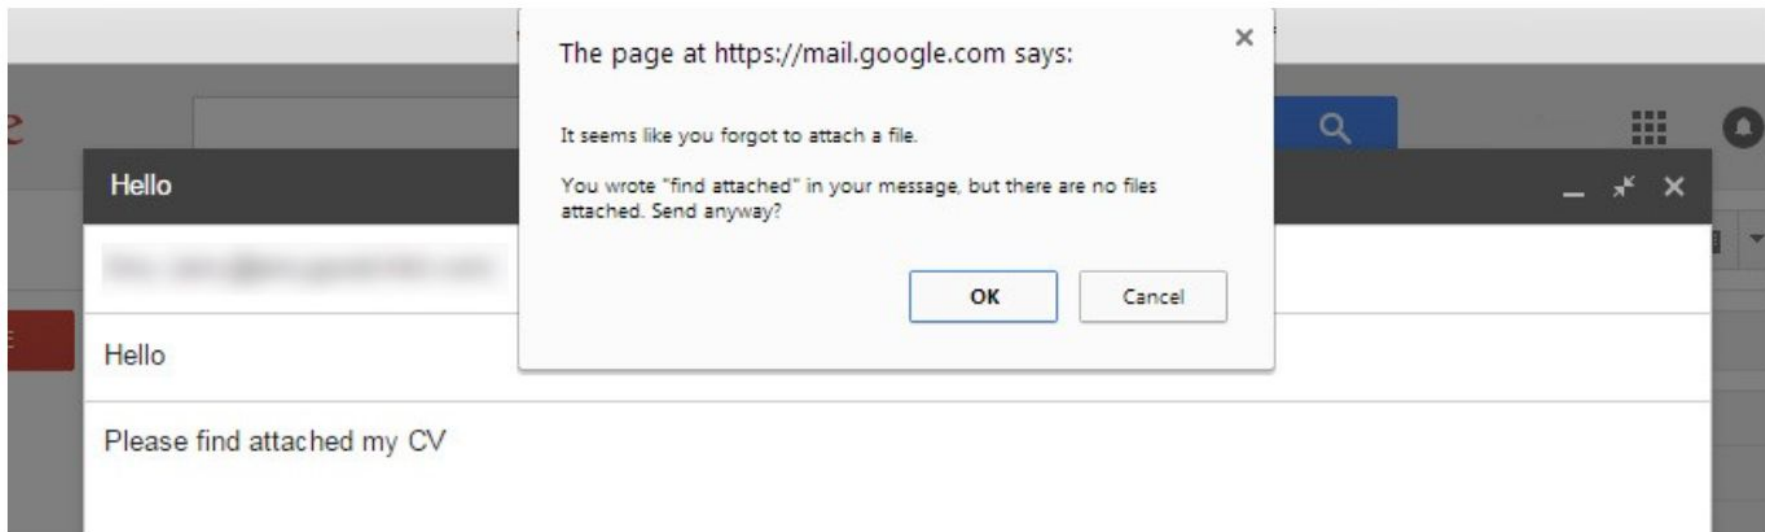 The page at https://mail.google.com says:
It seems like you forgot to attach a file.
You wrote "find attached" in your message, but there are no files
attached. Send anyway?
OK
Cancel
Hello
Hello
Please find attached my CV